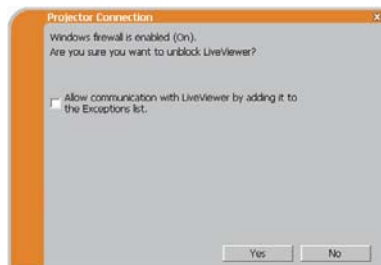 Projector Connection
Windows firewall is enabled (On).
Are you sure you want to unblock LiveViewer?
Allow communication with LiveViewer by adding it to
the Exceptions list.
Yes No